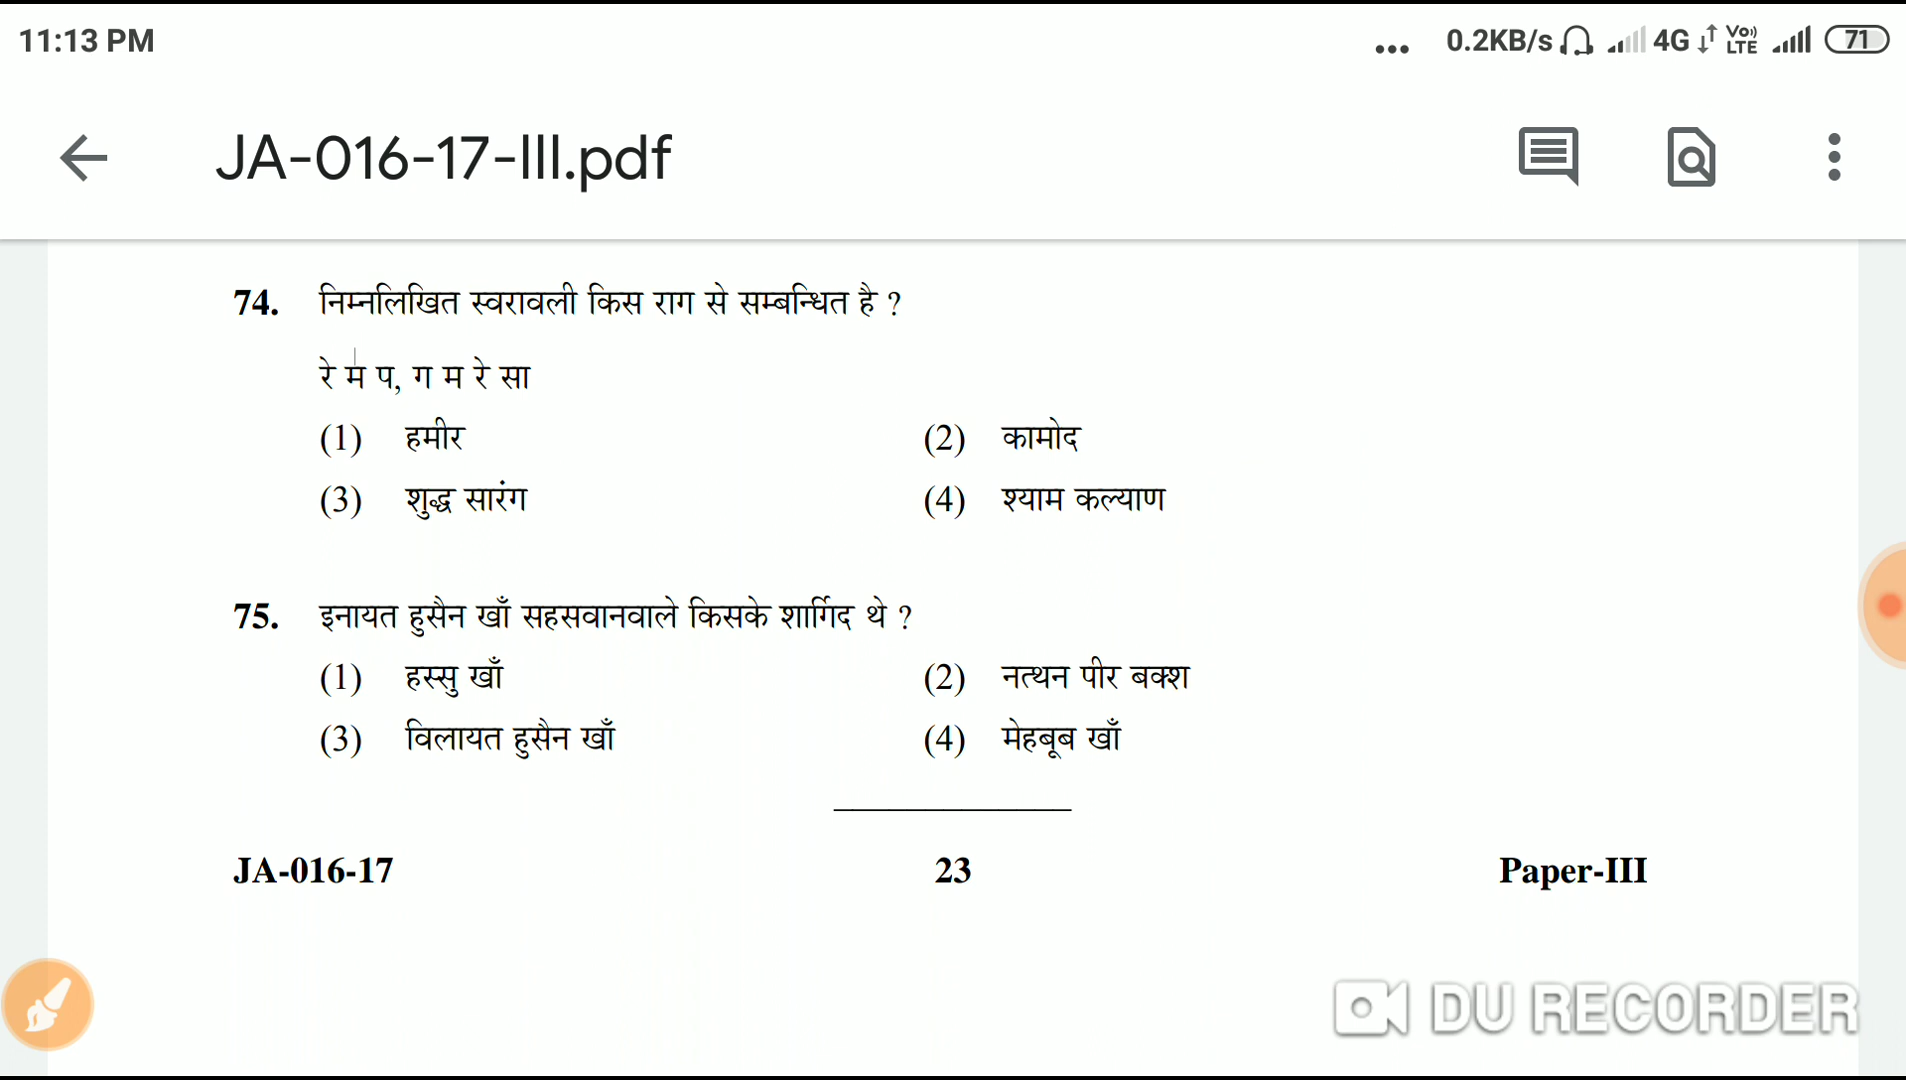 11:13 PM
... 0.2KB/s 4G Vo)) LTE 71
JA-016-17-III.pdf
74. निम्नलिखित स्वरावली किस राग से सम्बन्धित है ?
रे म॑ प, ग म रे सा
(1) हमीर (2) कामोद
(3) शुद्ध सारंग (4) श्याम कल्याण
75. इनायत हुसैन खाँ सहसवानवाले किसके शार्गिद थे ?
(1) हस्सु खाँ (2) नत्थन पीर बक्श
(3) विलायत हुसैन खाँ (4) मेहबूब खाँ
JA-016-17 23 Paper-III
DU RECORDER